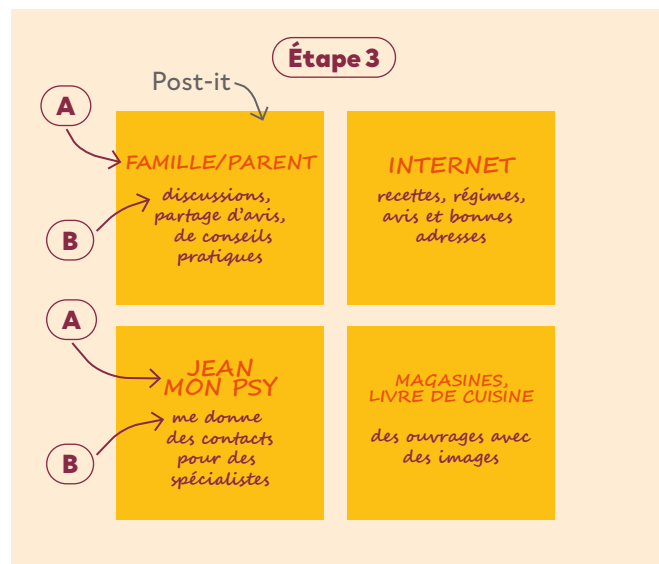 Étape 3
Post-it
A
FAMILLE/PARENT
B
discussions,
partage d'avis,
de conseils
pratiques
INTERNET
recettes, régimes,
avis et bonnes
adresses
A
JEAN
MON PSY
B
me donne
des contacts
pour des
spécialistes
MAGASINES,
LIVRE DE CUISINE
des ouvrages avec
des images